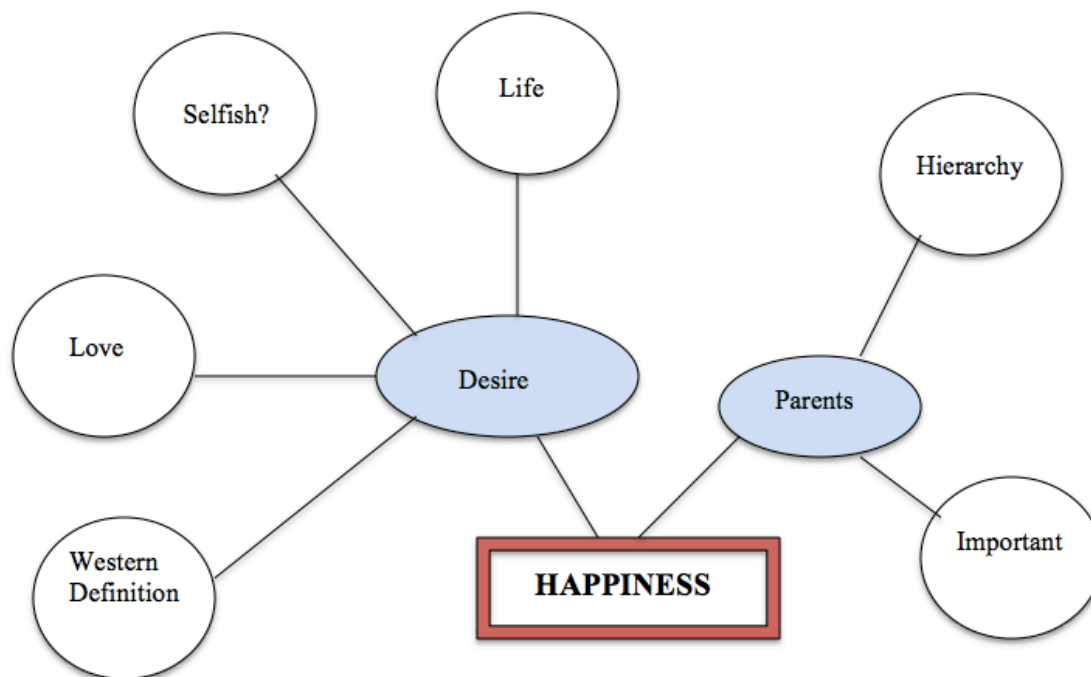 Life
Selfish?
Hierarchy
Love
Desire
Parents
Important
Western
Definition
HAPPINESS